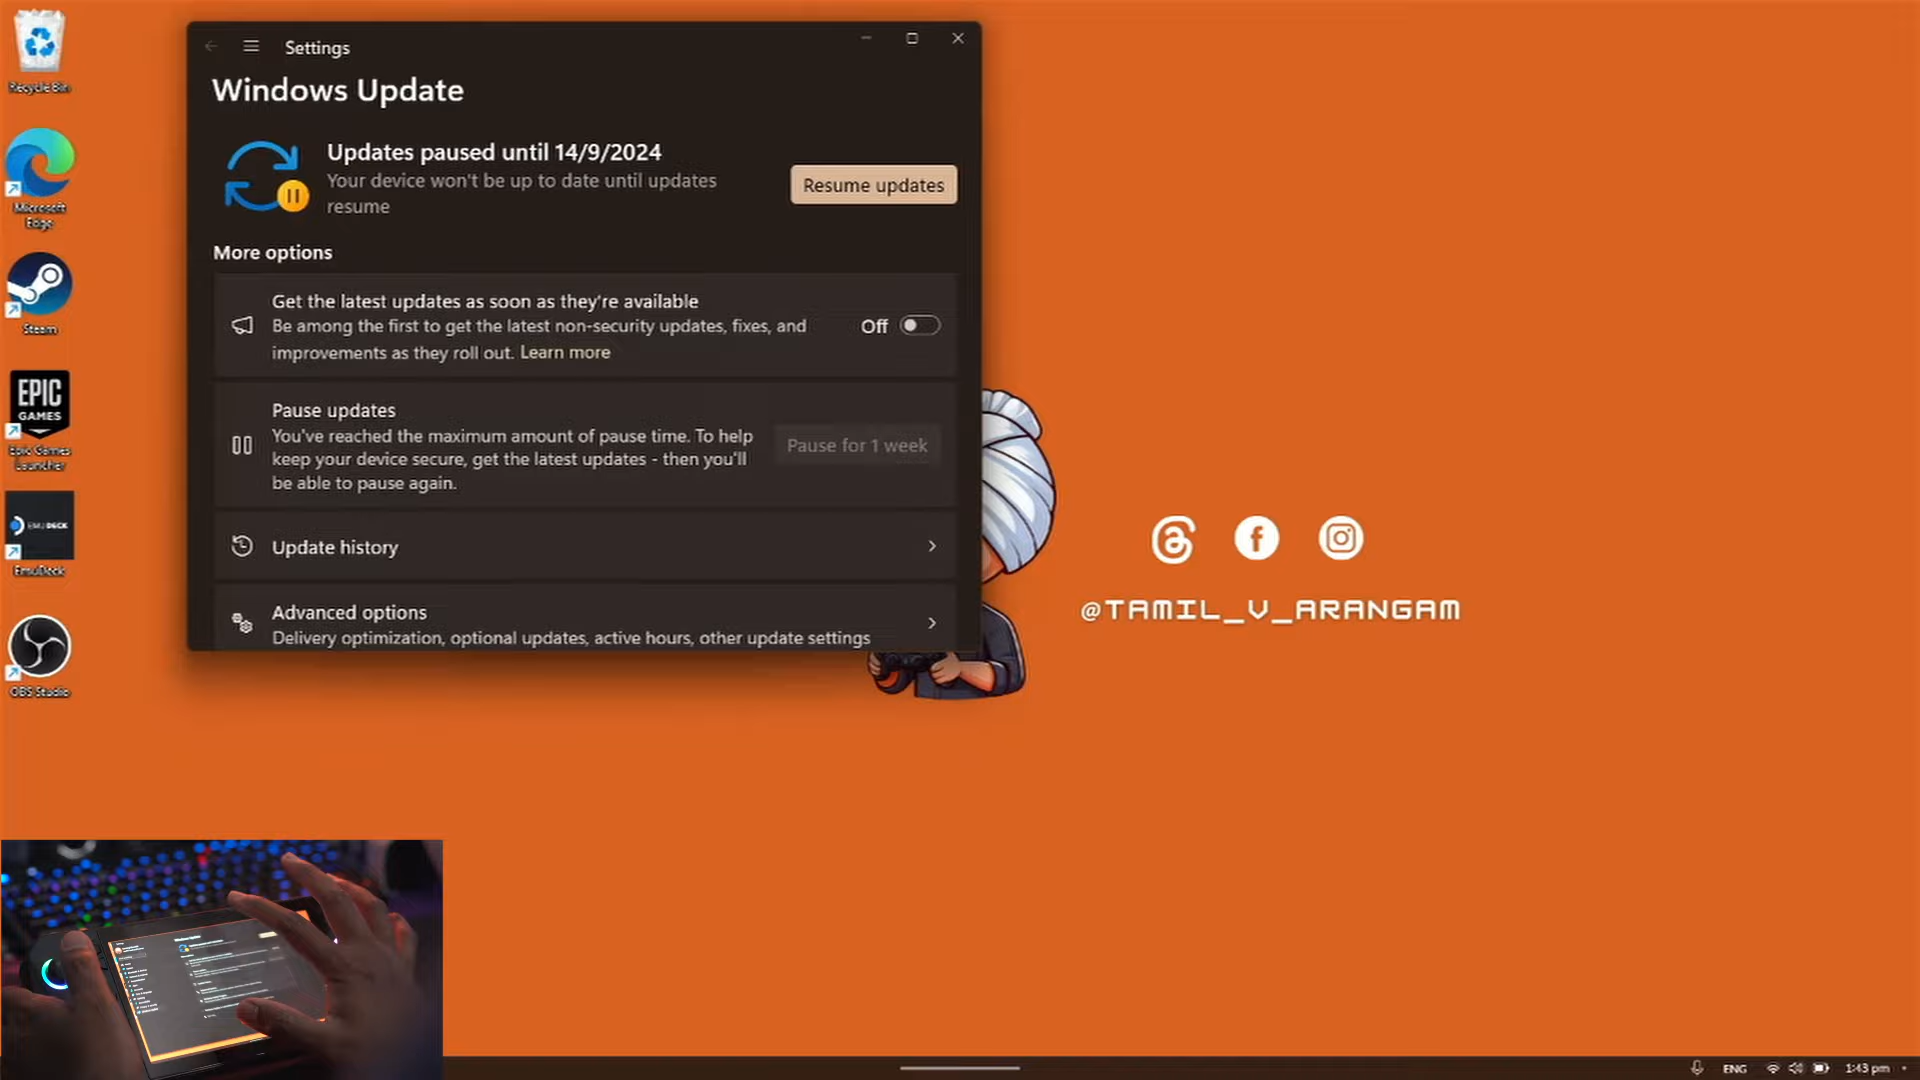 Recycle Bin
Microsoft
Edge
Steam
EPIC
GAMES
Epic Games
Launcher
EMUDECK
EmuDeck
OBS Studio
Settings
Windows Update
Updates paused until 14/9/2024
Your device won't be up to date until updates
resume
Resume updates
More options
Get the latest updates as soon as they're available
Be among the first to get the latest non-security updates, fixes, and
improvements as they roll out. Learn more
Off
Pause updates
You've reached the maximum amount of pause time. To help
keep your device secure, get the latest updates - then you'll
be able to pause again.
Pause for 1 week
Update history
Advanced options
Delivery optimization, optional updates, active hours, other update settings
@TAMIL_V_ARANGAM
ENG
1:43 pm